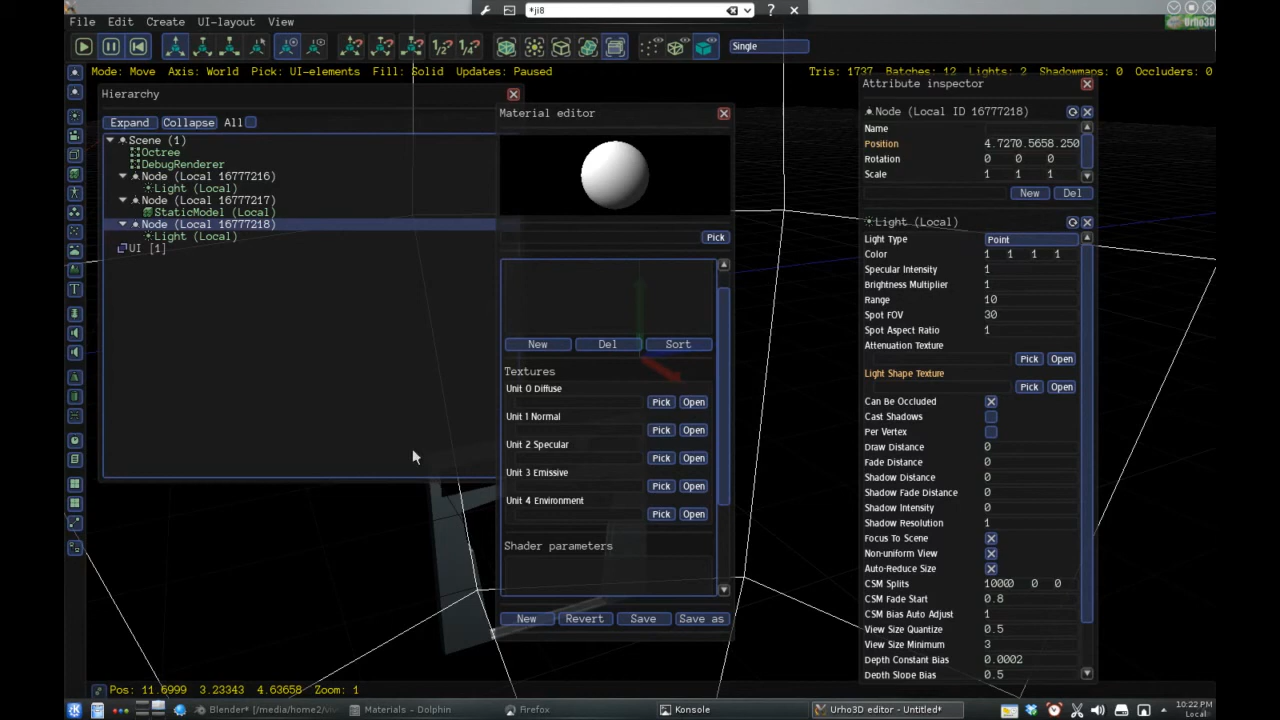 *ji8
File Edit Create UI-layout View
Urho3D
1/2 1/4 Single
Mode: Move Axis: World Pick: UI-elements Fill: Solid Updates: Paused
Tris: 1737 Batches: 12 Lights: 2 Shadowmaps: 0 Occluders: 0
Hierarchy
Expand Collapse All
Scene (1)
Octree
DebugRenderer
Node (Local 16777216)
Light (Local)
Node (Local 16777217)
StaticModel (Local)
Node (Local 16777218)
Light (Local)
UI [1]
Material editor
Pick
New Del Sort
Textures
Unit 0 Diffuse
Pick Open
Unit 1 Normal
Pick Open
Unit 2 Specular
Pick Open
Unit 3 Emissive
Pick Open
Unit 4 Environment
Pick Open
Shader parameters
New Revert Save Save as
Attribute inspector
Node (Local ID 16777218)
Name
Position 4.7270.5658.250
Rotation 0 0 0
Scale 1 1 1
New Del
Light (Local)
Light Type Point
Color 1 1 1 1
Specular Intensity 1
Brightness Multiplier 1
Range 10
Spot FOV 30
Spot Aspect Ratio 1
Attenuation Texture
Pick Open
Light Shape Texture
Pick Open
Can Be Occluded
Cast Shadows
Per Vertex
Draw Distance 0
Fade Distance 0
Shadow Distance 0
Shadow Fade Distance 0
Shadow Intensity 0
Shadow Resolution 1
Focus To Scene
Non-uniform View
Auto-Reduce Size
CSM Splits 1000 0 0 0
CSM Fade Start 0.8
CSM Bias Auto Adjust 1
View Size Quantize 0.5
View Size Minimum 3
Depth Constant Bias 0.0002
Depth Slope Bias 0.5
Pos: 11.6999 3.23343 4.63658 Zoom: 1
Blender* [/media/home2/
Materials - Dolphin
Firefox
Konsole
Urho3D editor - Untitled*
10:22 PM
Local